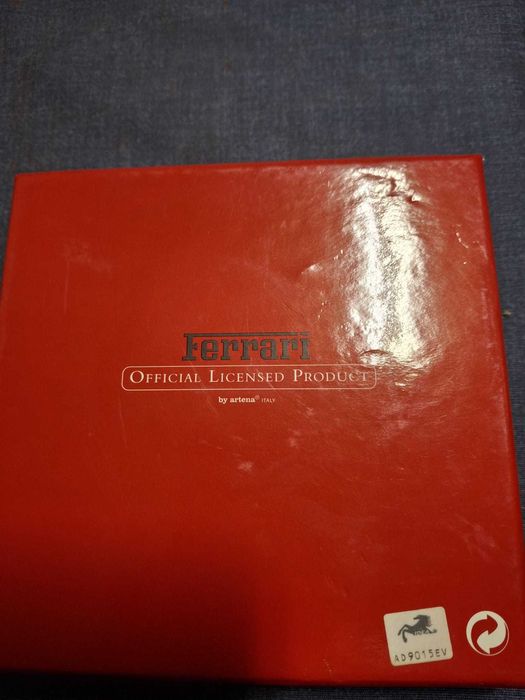 Ferrari
OFFICIAL LICENSED PRODUCT
by artena® ITALY
AD9015EV